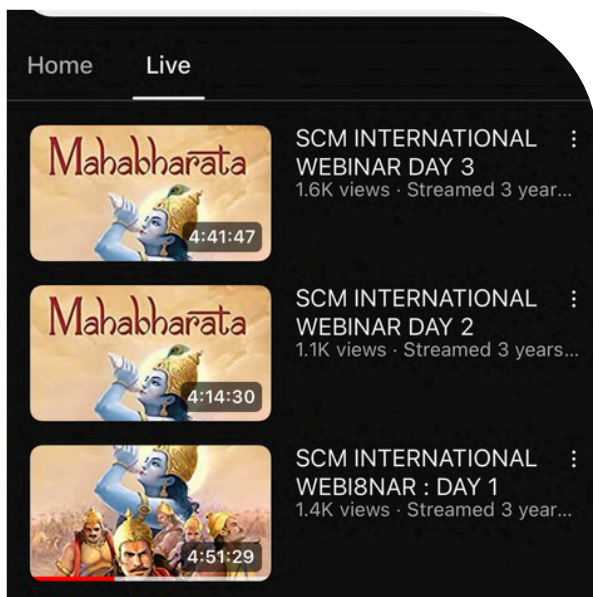 Home Live
Mahabharata
4:41:47
SCM INTERNATIONAL
WEBINAR DAY 3
1.6K views · Streamed 3 year...
Mahabharata
4:14:30
SCM INTERNATIONAL
WEBINAR DAY 2
1.1K views · Streamed 3 years...
4:51:29
SCM INTERNATIONAL
WEBI8NAR : DAY 1
1.4K views · Streamed 3 year...